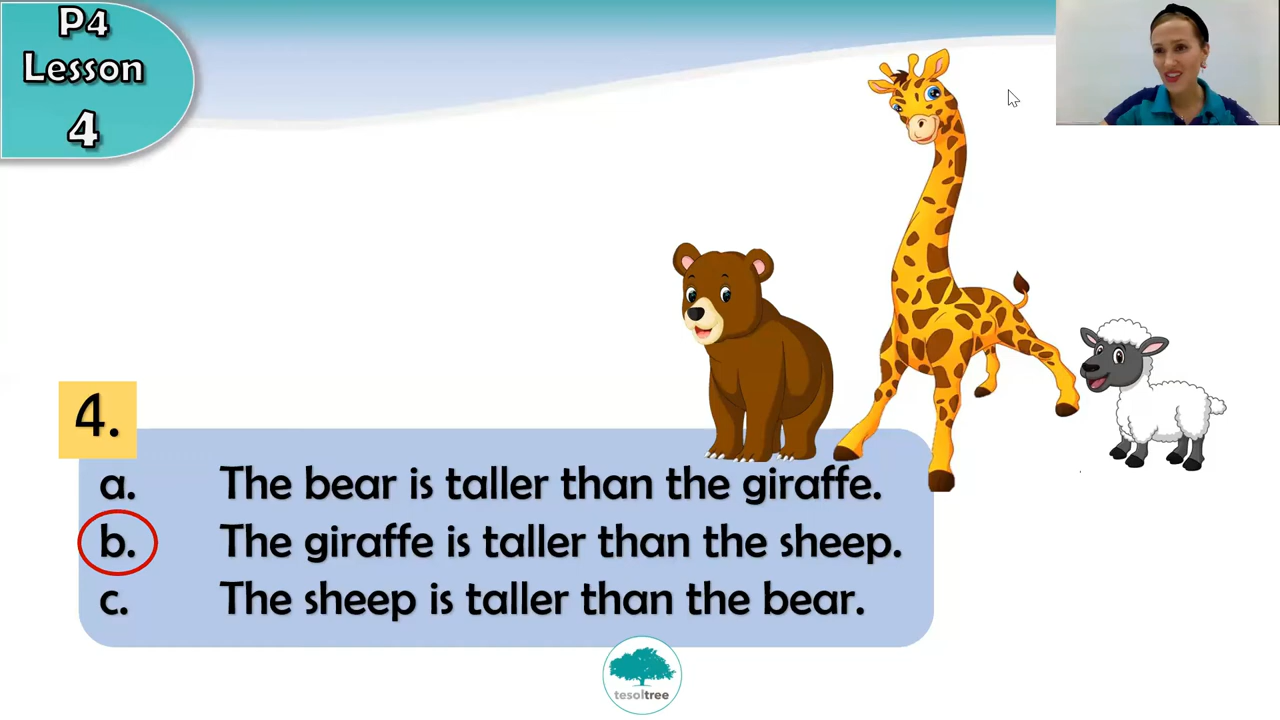 P4
Lesson
4
4.
a. The bear is taller than the giraffe.
b. The giraffe is taller than the sheep.
c. The sheep is taller than the bear.
tesoltree